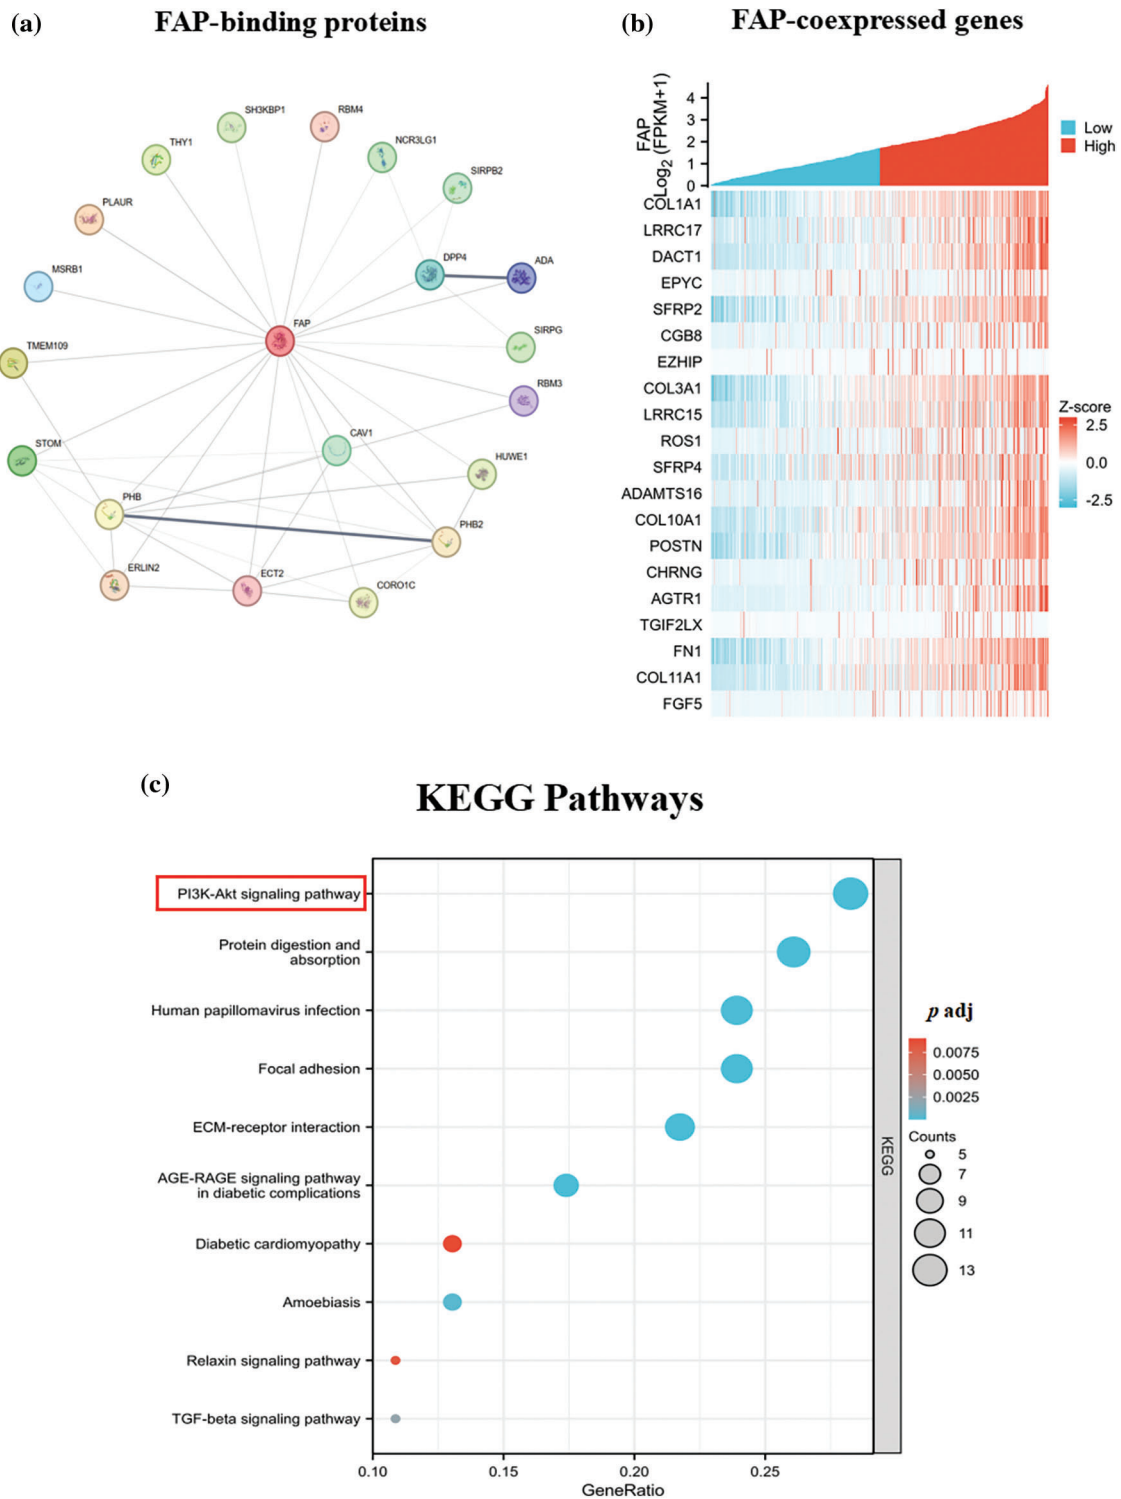 (a)
FAP-binding proteins
SH3KBP1
RBM4
THY1
NCR3LG1
SIRPB2
PLAUR
MSRB1
DPP4
ADA
FAP
TMEM109
SIRPG
RBM3
STOM
CAV1
HUWE1
PHB
PHB2
ERLIN2
ECT2
CORO1C
(b)
FAP-coexpressed genes
FAP
Log2 (FPKM+1)
4
3
2
1
0
Low
High
COL1A1
LRRC17
DACT1
EPYC
SFRP2
CGB8
EZHIP
COL3A1
LRRC15
ROS1
SFRP4
ADAMTS16
COL10A1
POSTN
CHRNG
AGTR1
TGIF2LX
FN1
COL11A1
FGF5
Z-score
2.5
0.0
-2.5
(c)
KEGG Pathways
PI3K-Akt signaling pathway
Protein digestion and
absorption
Human papillomavirus infection
Focal adhesion
ECM-receptor interaction
AGE-RAGE signaling pathway
in diabetic complications
Diabetic cardiomyopathy
Amoebiasis
Relaxin signaling pathway
TGF-beta signaling pathway
0.10 0.15 0.20 0.25
GeneRatio
KEGG
p adj
0.0075
0.0050
0.0025
Counts
5
7
9
11
13